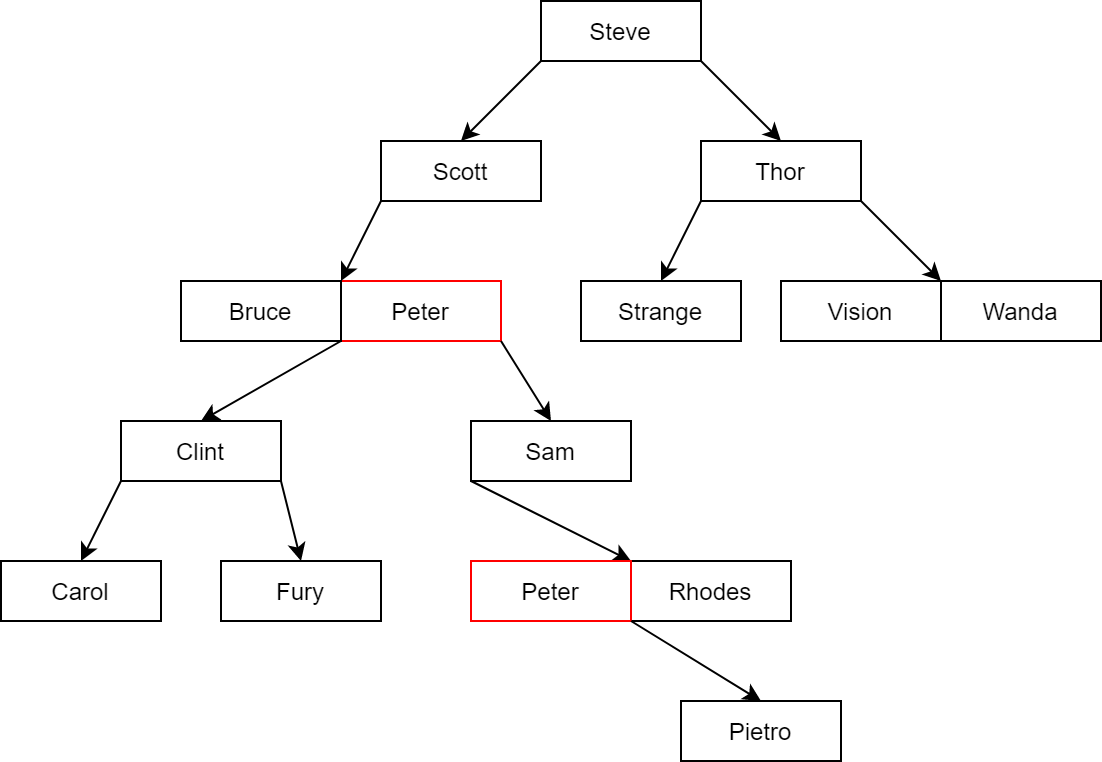 Steve
Scott
Thor
Bruce
Peter
Strange
Vision
Wanda
Clint
Sam
Carol
Fury
Peter
Rhodes
Pietro